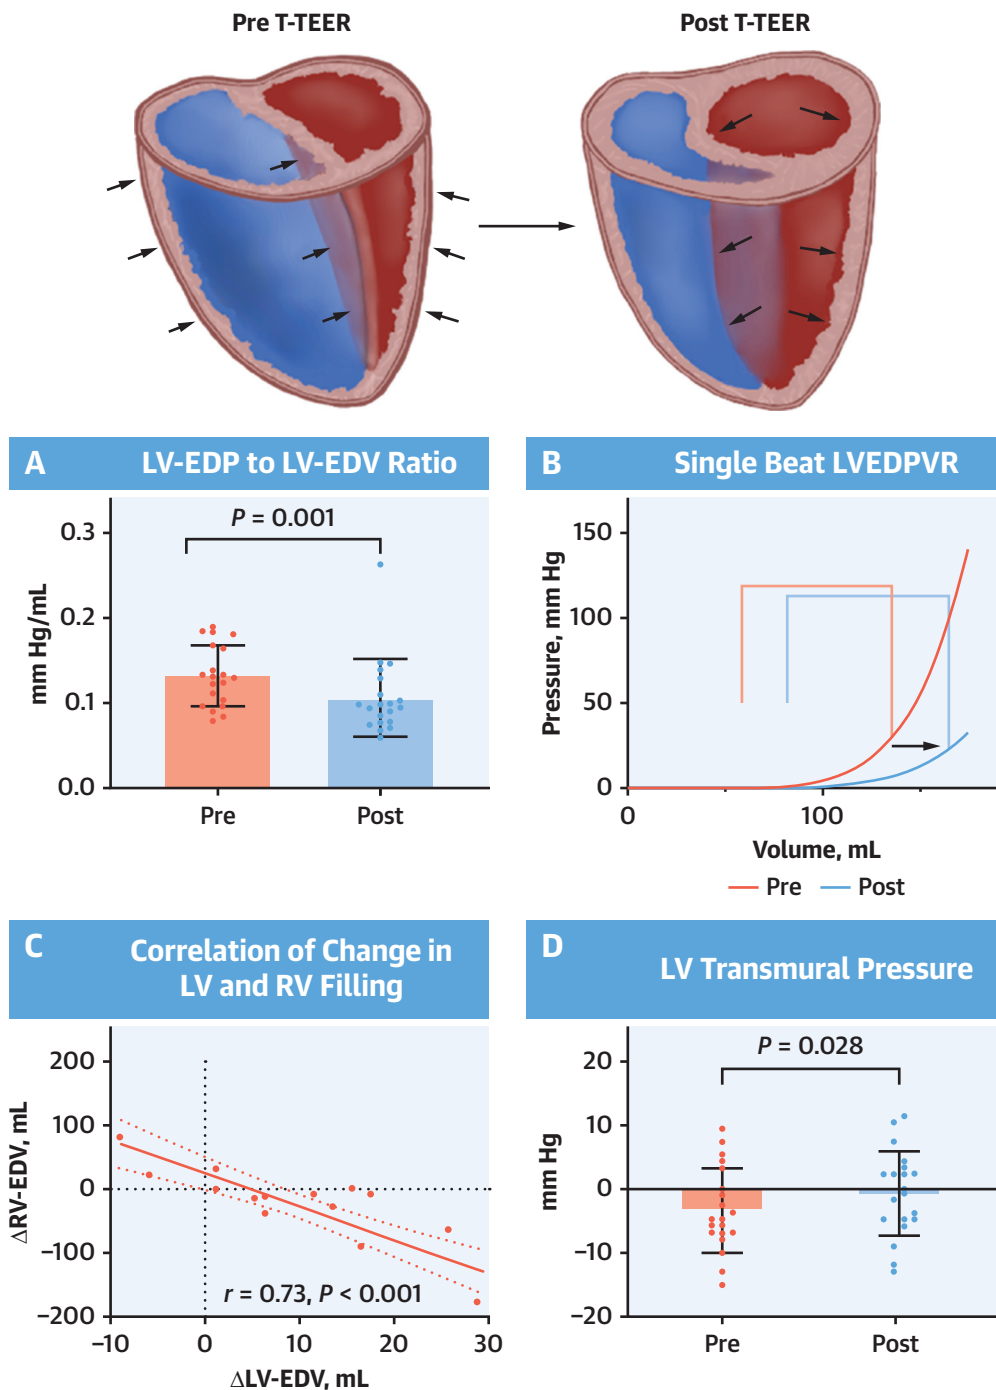 Pre T-TEER
Post T-TEER
A
LV-EDP to LV-EDV Ratio
mm Hg/mL
0.3
0.2
0.1
0.0
P = 0.001
Pre
Post
B
Single Beat LVEDPVR
Pressure, mm Hg
150
100
50
0
0
100
Volume, mL
Pre
Post
C
Correlation of Change in
LV and RV Filling
ΔRV-EDV, mL
200
100
0
−100
−200
r = 0.73, P < 0.001
−10
0
10
20
30
ΔLV-EDV, mL
D
LV Transmural Pressure
mm Hg
20
10
0
−10
−20
P = 0.028
Pre
Post